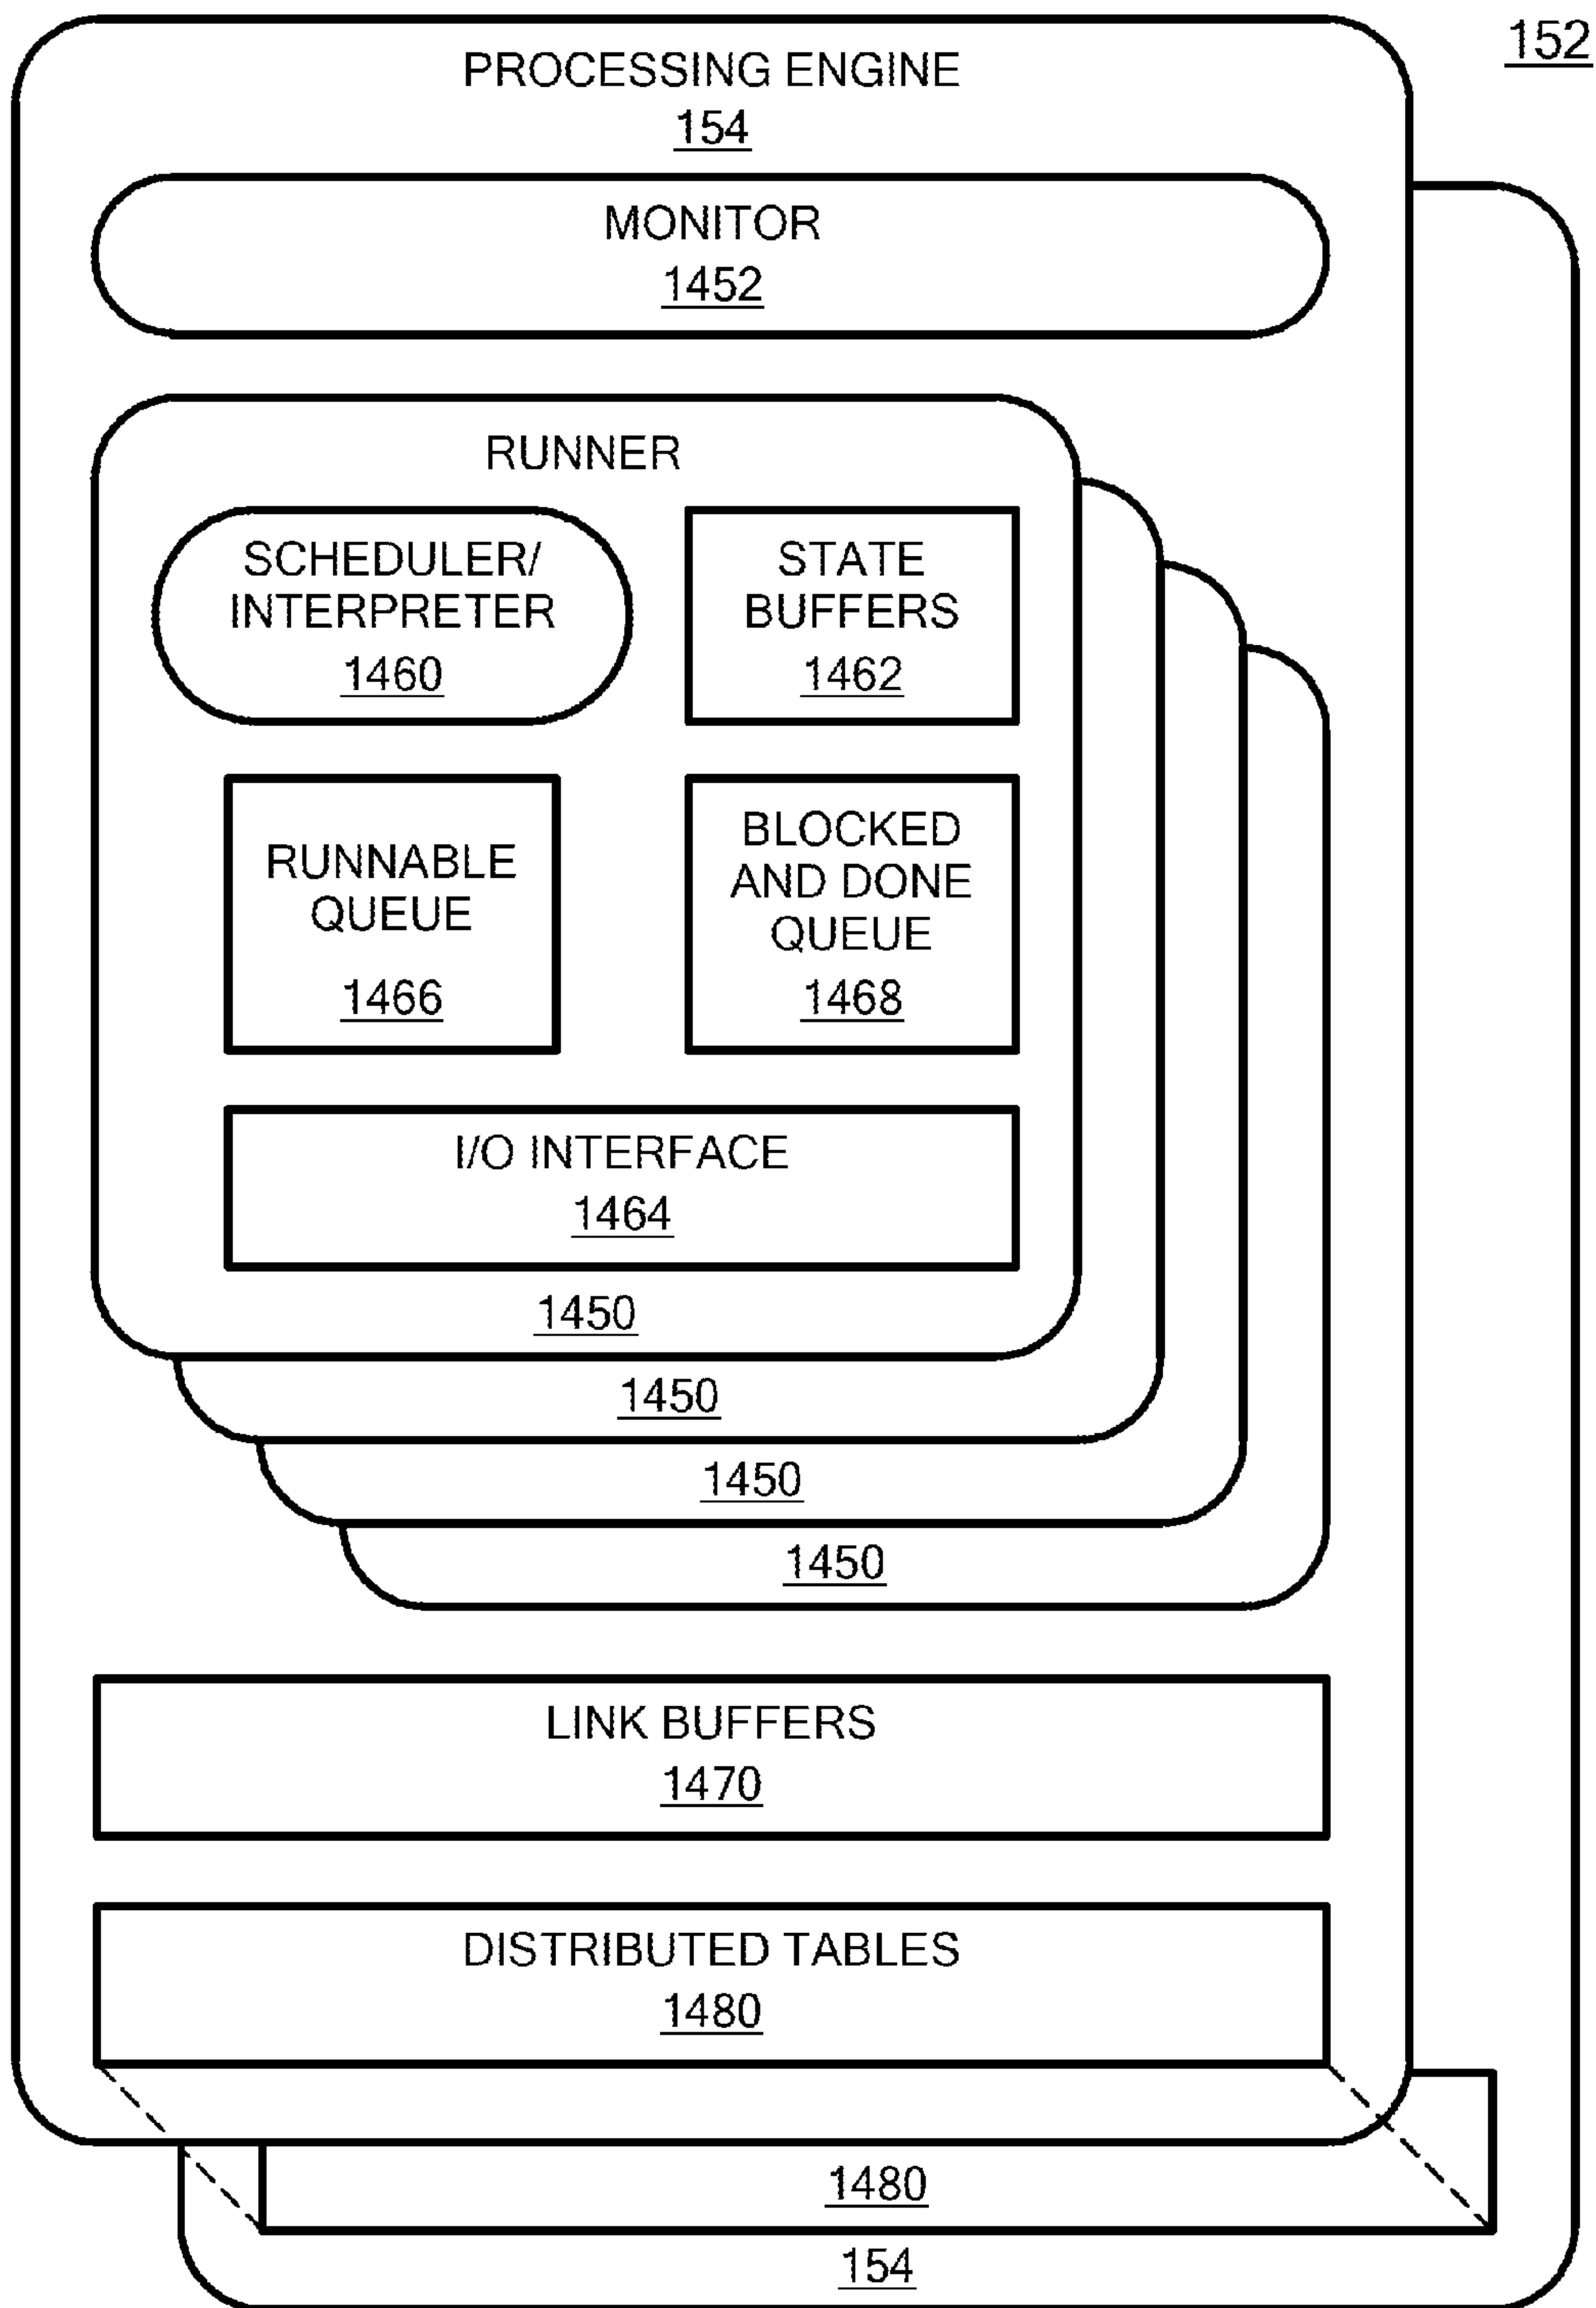 152
PROCESSING ENGINE
154
MONITOR
1452
RUNNER
SCHEDULER/
INTERPRETER
1460
STATE
BUFFERS
1462
RUNNABLE
QUEUE
1466
BLOCKED
AND DONE
QUEUE
1468
I/O INTERFACE
1464
1450
1450
1450
1450
LINK BUFFERS
1470
DISTRIBUTED TABLES
1480
1480
154